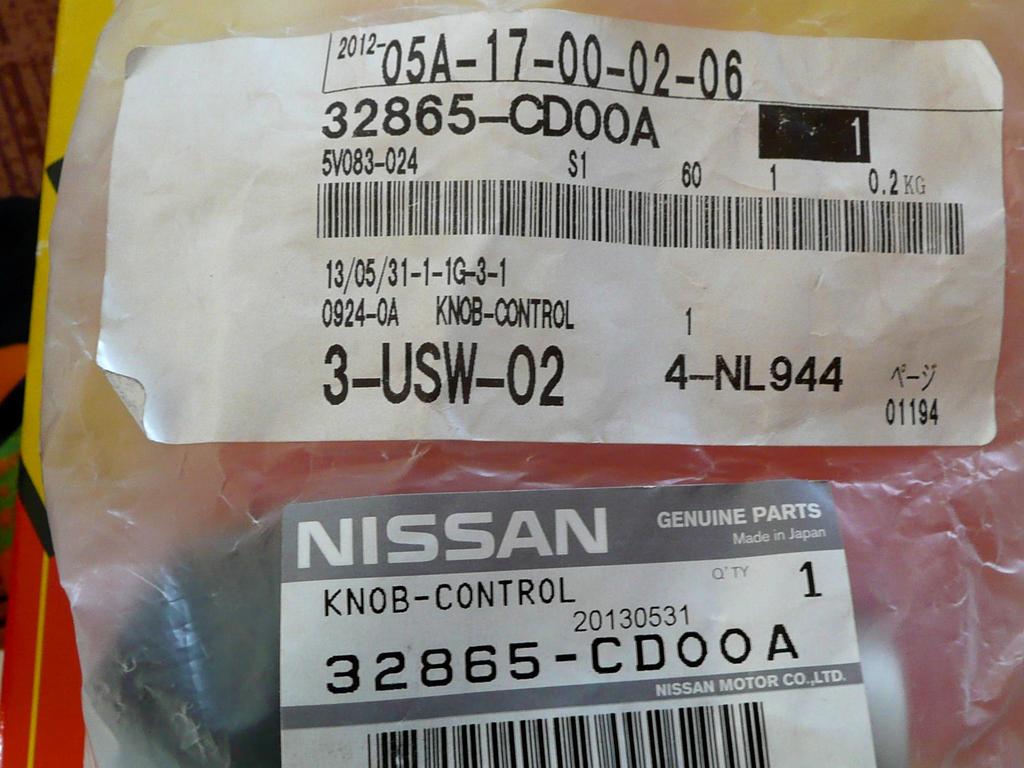 2012-05A-17-00-02-06
32865-CD00A 1
5V083-024 S1 60 1 0.2KG
13/05/31-1-1G-3-1
0924-0A KNOB-CONTROL 1
3-USW-02 4-NL944 ページ
01194
NISSAN GENUINE PARTS
Made in Japan
KNOB-CONTROL Q'TY 1
20130531
32865-CD00A
NISSAN MOTOR CO.,LTD.